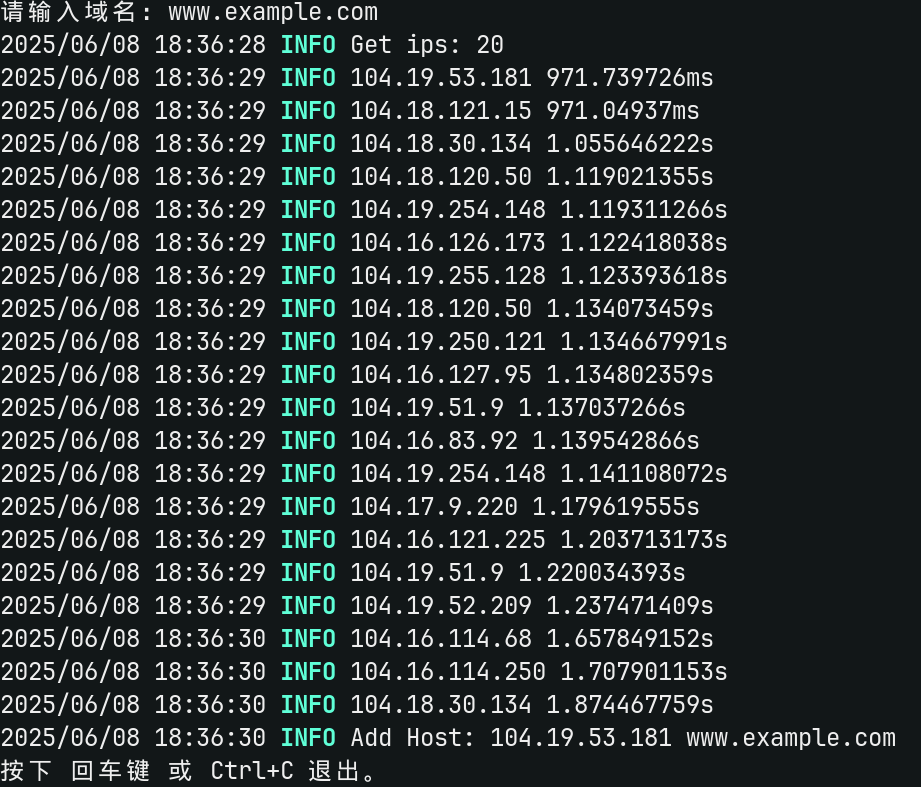 请输入域名: www.example.com
2025/06/08 18:36:28 INFO Get ips: 20
2025/06/08 18:36:29 INFO 104.19.53.181 971.739726ms
2025/06/08 18:36:29 INFO 104.18.121.15 971.04937ms
2025/06/08 18:36:29 INFO 104.18.30.134 1.055646222s
2025/06/08 18:36:29 INFO 104.18.120.50 1.119021355s
2025/06/08 18:36:29 INFO 104.19.254.148 1.119311266s
2025/06/08 18:36:29 INFO 104.16.126.173 1.122418038s
2025/06/08 18:36:29 INFO 104.19.255.128 1.123393618s
2025/06/08 18:36:29 INFO 104.18.120.50 1.134073459s
2025/06/08 18:36:29 INFO 104.19.250.121 1.134667991s
2025/06/08 18:36:29 INFO 104.16.127.95 1.134802359s
2025/06/08 18:36:29 INFO 104.19.51.9 1.137037266s
2025/06/08 18:36:29 INFO 104.16.83.92 1.139542866s
2025/06/08 18:36:29 INFO 104.19.254.148 1.141108072s
2025/06/08 18:36:29 INFO 104.17.9.220 1.179619555s
2025/06/08 18:36:29 INFO 104.16.121.225 1.203713173s
2025/06/08 18:36:29 INFO 104.19.51.9 1.220034393s
2025/06/08 18:36:29 INFO 104.19.52.209 1.237471409s
2025/06/08 18:36:30 INFO 104.16.114.68 1.657849152s
2025/06/08 18:36:30 INFO 104.16.114.250 1.707901153s
2025/06/08 18:36:30 INFO 104.18.30.134 1.874467759s
2025/06/08 18:36:30 INFO Add Host: 104.19.53.181 www.example.com
按下 回车键 或 Ctrl+C 退出。